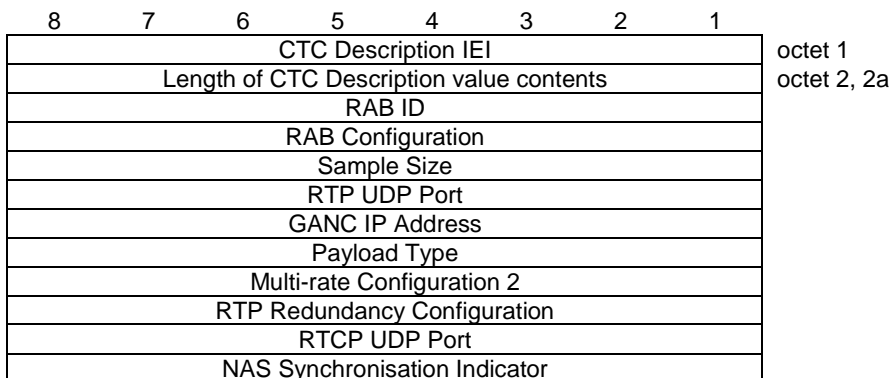 8 7 6 5 4 3 2 1
CTC Description IEI octet 1
Length of CTC Description value contents octet 2, 2a
RAB ID
RAB Configuration
Sample Size
RTP UDP Port
GANC IP Address
Payload Type
Multi-rate Configuration 2
RTP Redundancy Configuration
RTCP UDP Port
NAS Synchronisation Indicator